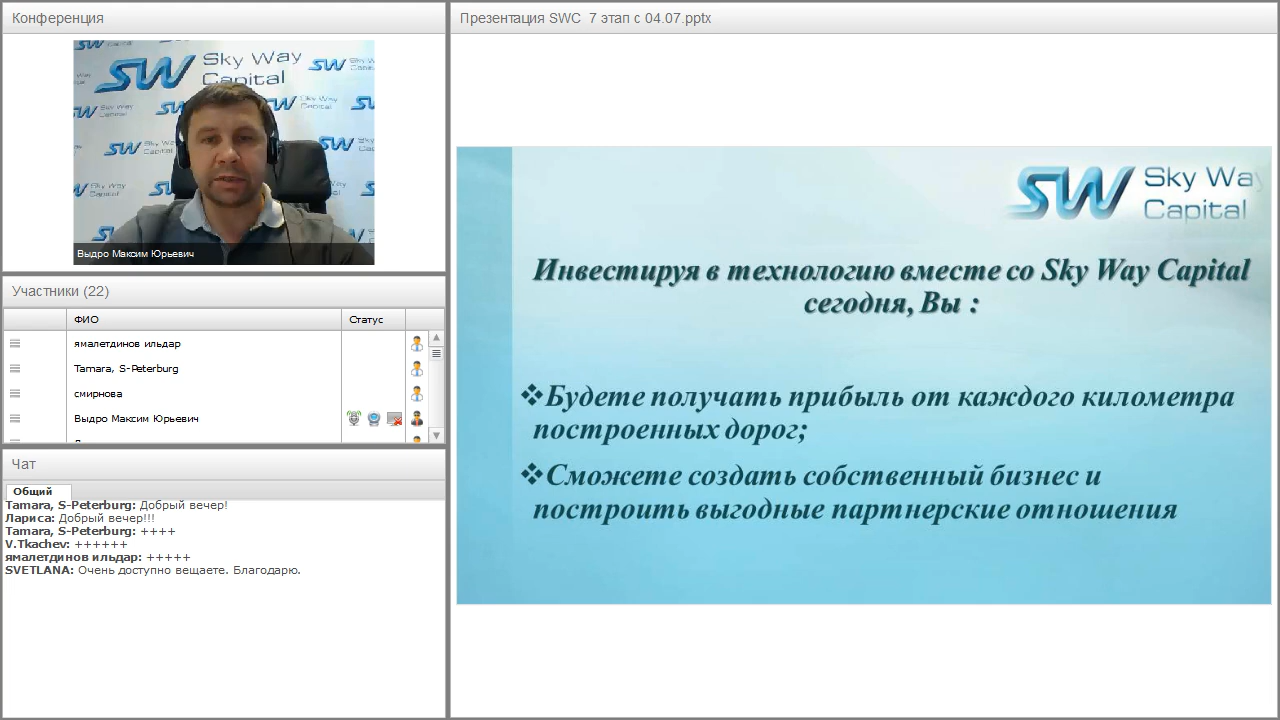 Конференция
Sky Way
Capital
Выдро Максим Юрьевич
Участники (22)
ФИО
Статус
ямалетдинов ильдар
Tamara, S-Peterburg
смирнова
Выдро Максим Юрьевич
Чат
Общий
Tamara, S-Peterburg: Добрый вечер!
Лариса: Добрый вечер!!!
Tamara, S-Peterburg: ++++
V.Tkachev: ++++++
ямалетдинов ильдар: +++++
SVETLANA: Очень доступно вещаете. Благодарю.
Презентация SWC 7 этап с 04.07.pptx
SW Sky Way
Capital
Инвестируя в технологию вместе со Sky Way Capital
сегодня, Вы :
❖Будете получать прибыль от каждого километра
построенных дорог;
❖Сможете создать собственный бизнес и
построить выгодные партнерские отношения